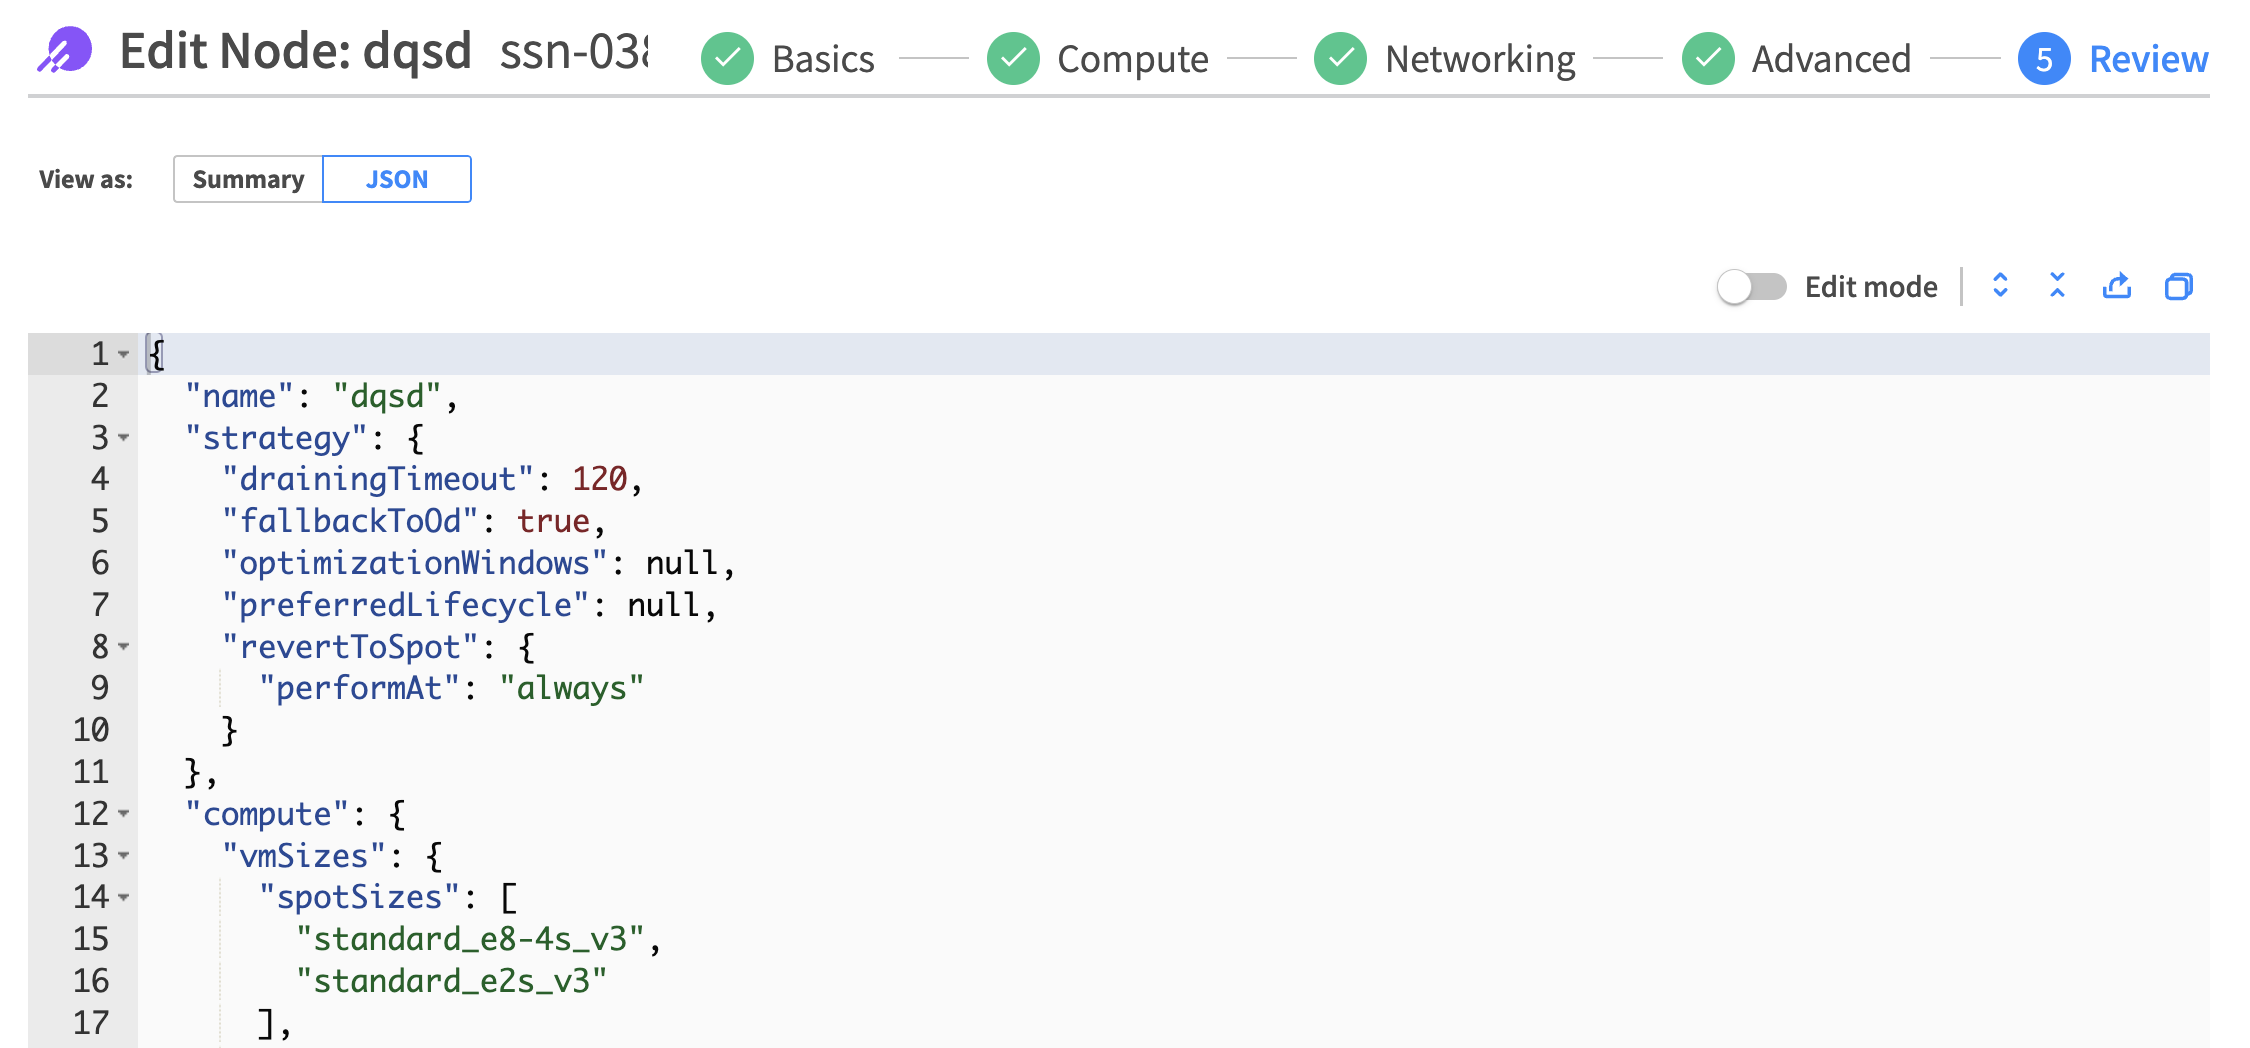 Edit Node: dqsd ssn-038 Basics Compute Networking Advanced 5 Review
View as: Summary JSON
Edit mode
1 {
2 "name": "dqsd",
3 "strategy": {
4 "drainingTimeout": 120,
5 "fallbackToOd": true,
6 "optimizationWindows": null,
7 "preferredLifecycle": null,
8 "revertToSpot": {
9 "performAt": "always"
10 }
11 },
12 "compute": {
13 "vmSizes": {
14 "spotSizes": [
15 "standard_e8-4s_v3",
16 "standard_e2s_v3"
17 ],